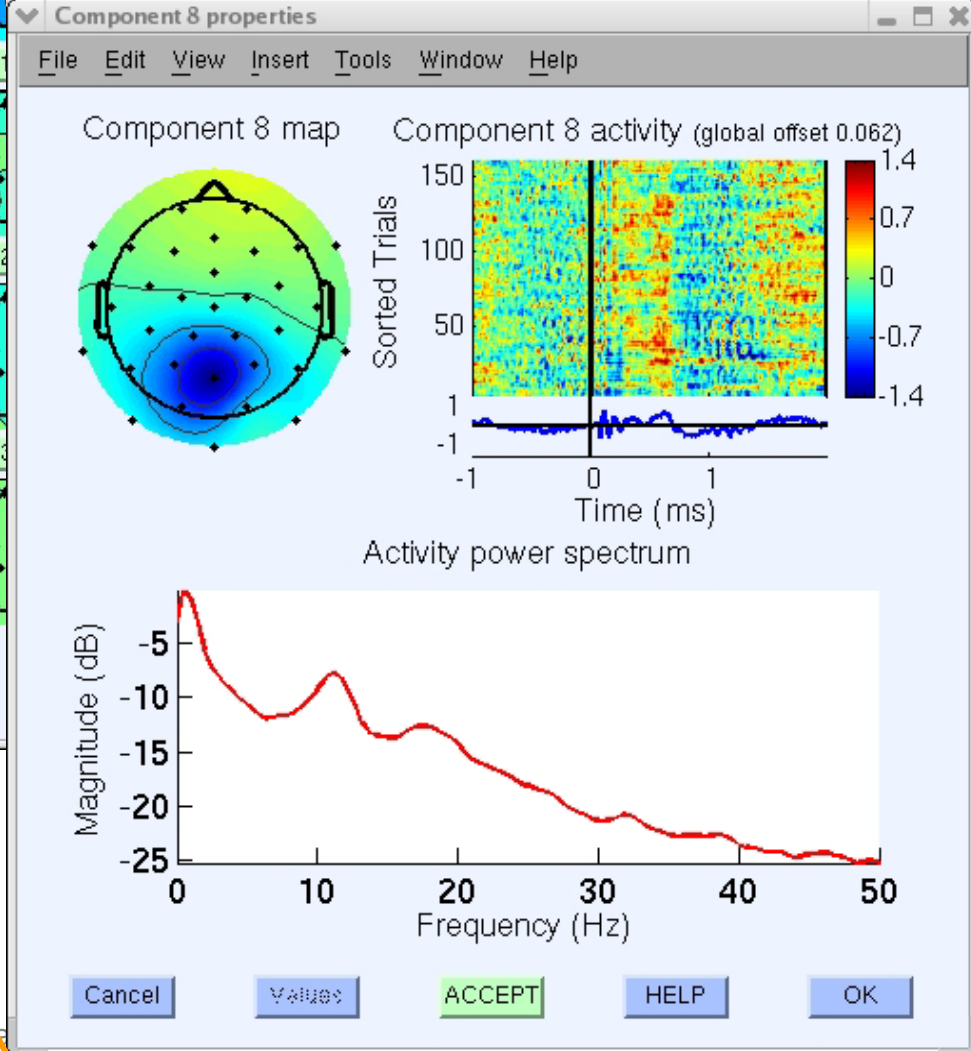 Component 8 properties
File Edit View Insert Tools Window Help
Component 8 map
Component 8 activity (global offset 0.062)
Sorted Trials
150
100
50
1
-1
-1 0 1
Time (ms)
1.4
0.7
0
-0.7
-1.4
Activity power spectrum
Magnitude (dB)
-5
-10
-15
-20
-25
0 10 20 30 40 50
Frequency (Hz)
Cancel Values ACCEPT HELP OK